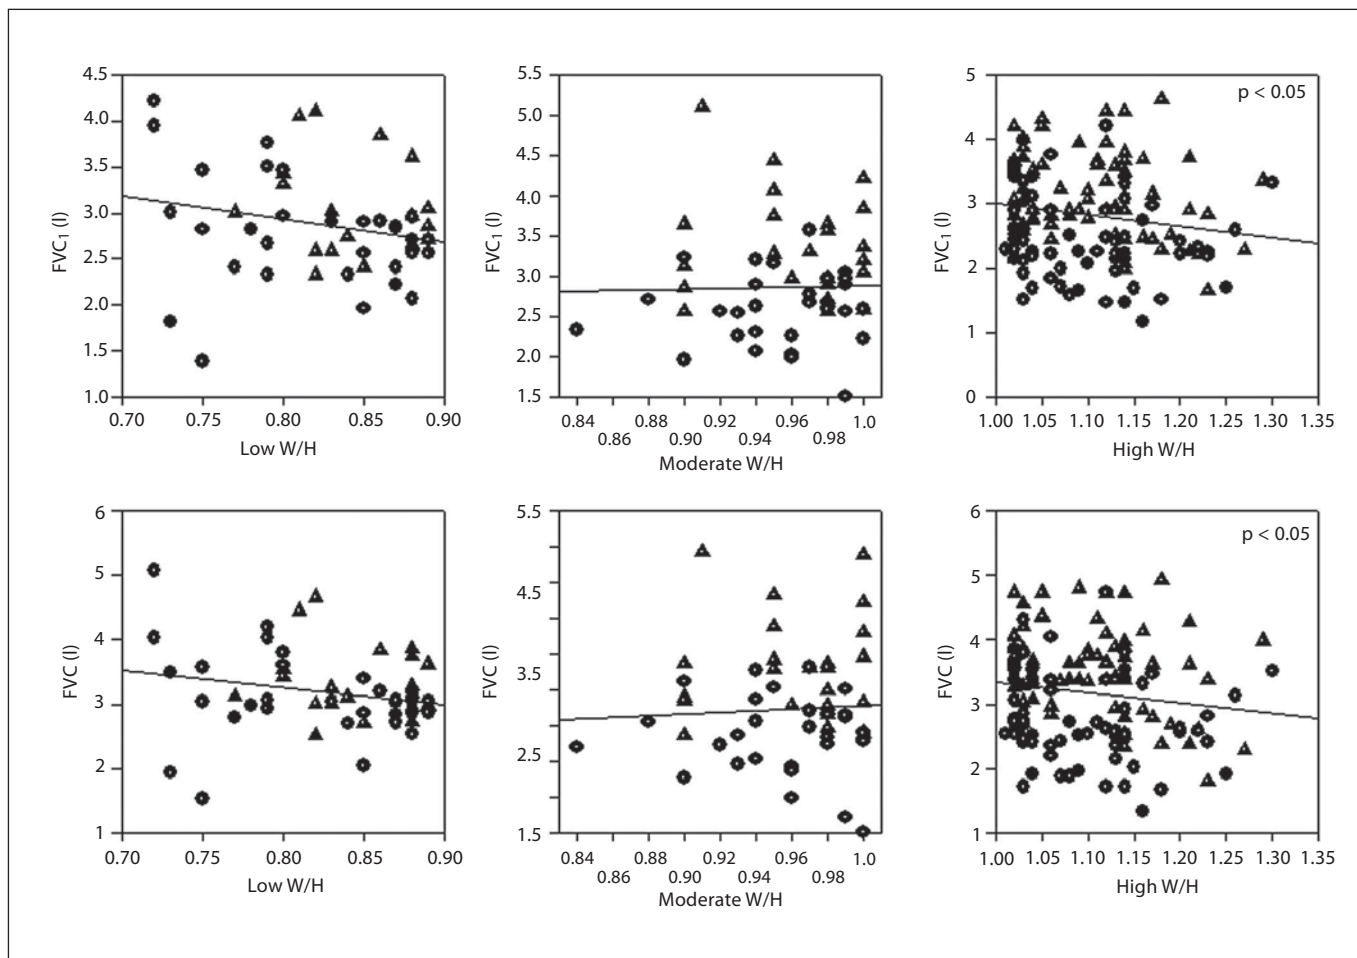 4.5
4.0
3.5
3.0
2.5
2.0
1.5
1.0
FVC₁ (l)
0.70 0.75 0.80 0.85 0.90
Low W/H
5.5
5.0
4.5
4.0
3.5
3.0
2.5
2.0
1.5
FVC₁ (l)
0.84 0.88 0.92 0.96 1.0
0.86 0.90 0.94 0.98
Moderate W/H
5
4
3
2
1
0
FVC₁ (l)
p < 0.05
1.00 1.05 1.10 1.15 1.20 1.25 1.30 1.35
High W/H
6
5
4
3
2
1
FVC (l)
0.70 0.75 0.80 0.85 0.90
Low W/H
5.5
4.5
3.5
2.5
1.5
FVC (l)
0.84 0.88 0.92 0.96 1.0
0.86 0.90 0.94 0.98
Moderate W/H
6
5
4
3
2
1
FVC (l)
p < 0.05
1.00 1.05 1.10 1.15 1.20 1.25 1.30 1.35
High W/H